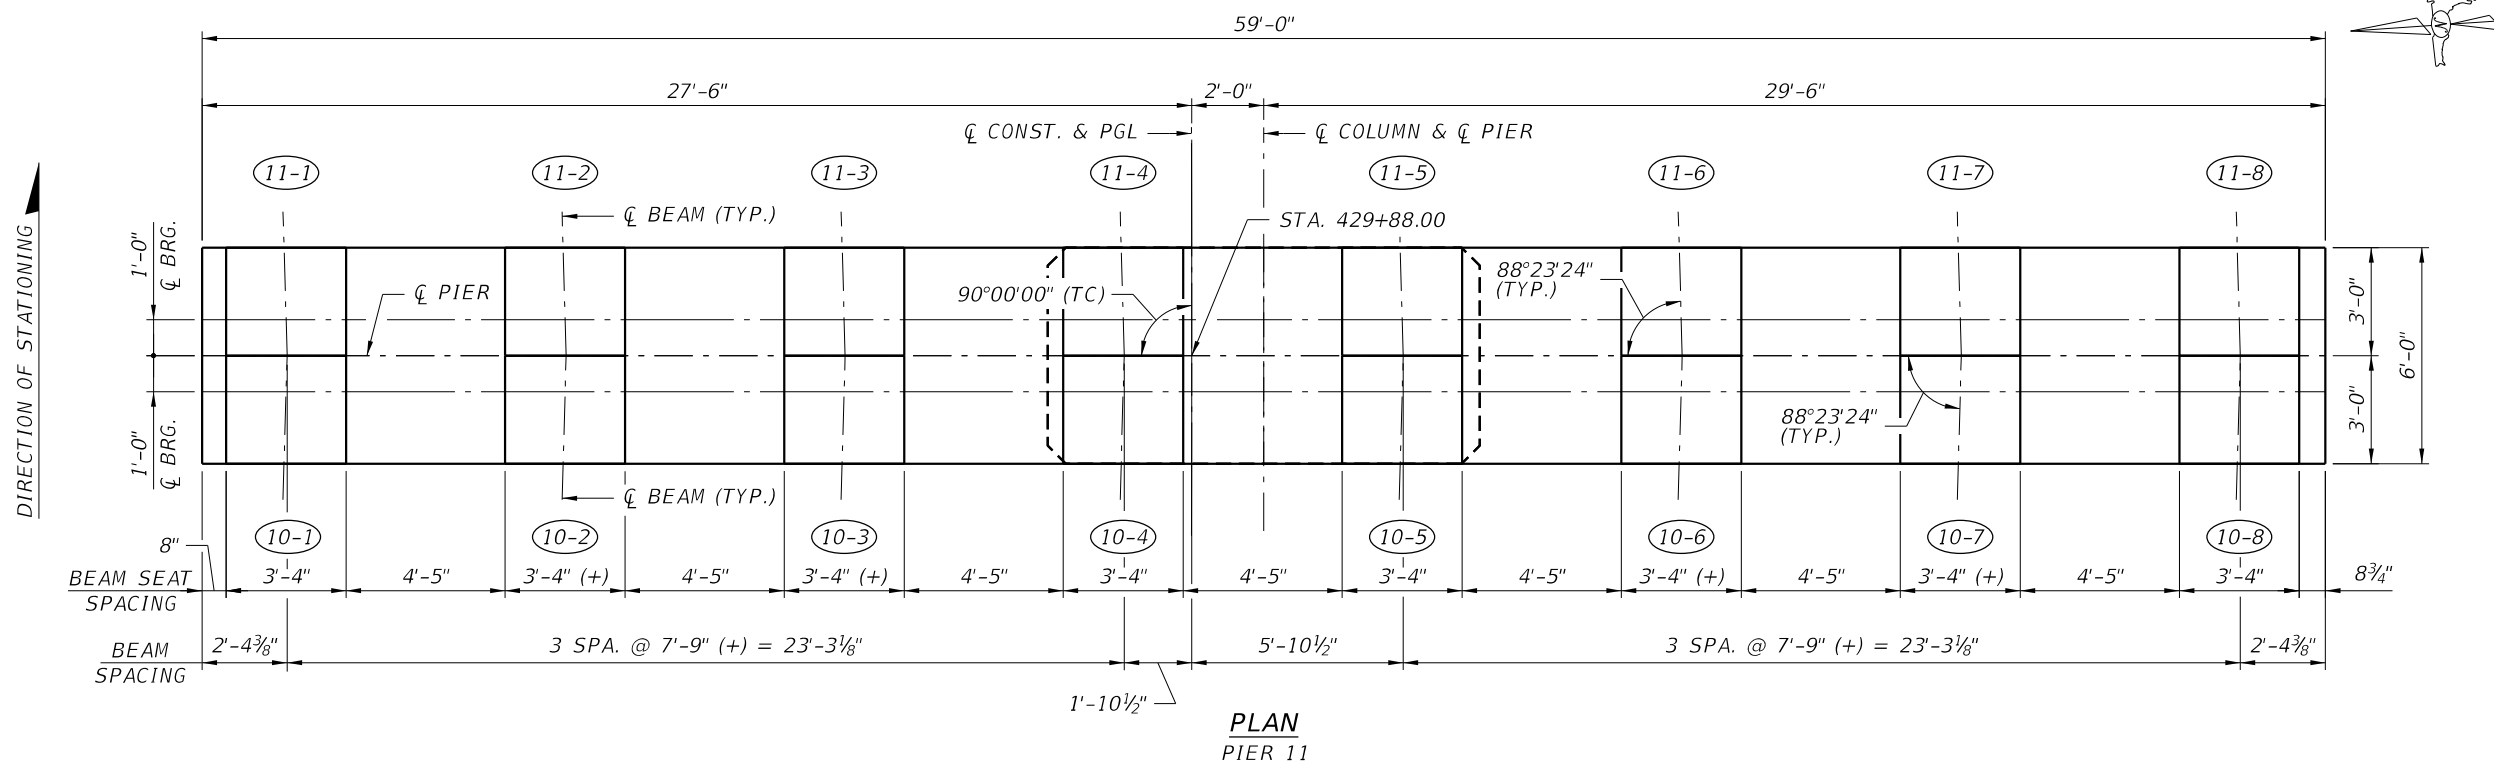 59'-0"
27'-6"
2'-0"
29'-6"
℄ CONST. & PGL
℄ COLUMN & ℄ PIER
N
11-1
11-2
11-3
11-4
11-5
11-6
11-7
11-8
℄ BEAM (TYP.)
STA. 429+88.00
DIRECTION OF STATIONING
1'-0"
℄ BRG.
℄ PIER
90°00'00" (TC)
88°23'24"
(TYP.)
3'-0"
6'-0"
3'-0"
1'-0"
℄ BRG.
88°23'24"
(TYP.)
℄ BEAM (TYP.)
10-1
10-2
10-3
10-4
10-5
10-6
10-7
10-8
8"
BEAM SEAT
SPACING
3'-4"
4'-5"
3'-4" (+)
4'-5"
3'-4" (+)
4'-5"
3'-4"
4'-5"
3'-4"
4'-5"
3'-4" (+)
4'-5"
3'-4" (+)
4'-5"
3'-4"
8¾"
BEAM
SPACING
2'-4⅜"
3 SPA. @ 7'-9" (+) = 23'-3⅛"
5'-10½"
3 SPA. @ 7'-9" (+) = 23'-3⅛"
2'-4⅜"
1'-10½"
PLAN
PIER 11